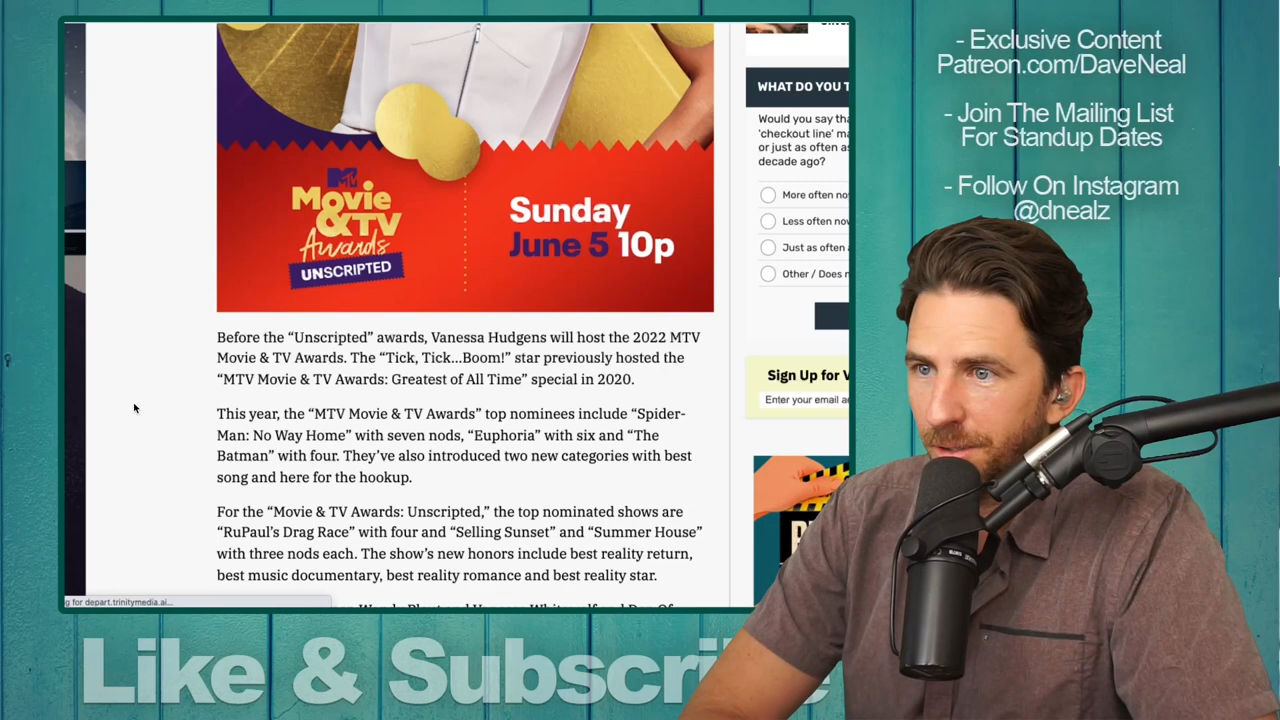 MTV
Movie
&TV
Awards
UNSCRIPTED
Sunday
June 5 10p
Before the “Unscripted” awards, Vanessa Hudgens will host the 2022 MTV
Movie & TV Awards. The “Tick, Tick…Boom!” star previously hosted the
“MTV Movie & TV Awards: Greatest of All Time” special in 2020.
This year, the “MTV Movie & TV Awards” top nominees include “Spider-
Man: No Way Home” with seven nods, “Euphoria” with six and “The
Batman” with four. They’ve also introduced two new categories with best
song and here for the hookup.
For the “Movie & TV Awards: Unscripted,” the top nominated shows are
“RuPaul’s Drag Race” with four and “Selling Sunset” and “Summer House”
with three nods each. The show’s new honors include best reality return,
best music documentary, best reality romance and best reality star.
g for depart.trinitymedia.ai...
WHAT DO YOU T
Would you say tha
'checkout line' ma
or just as often as
decade ago?
More often no
Less often now
Just as often
Other / Does n
Sign Up for V
Enter your email a
- Exclusive Content
Patreon.com/DaveNeal
- Join The Mailing List
For Standup Dates
- Follow On Instagram
@dnealz
Like & Subscribe